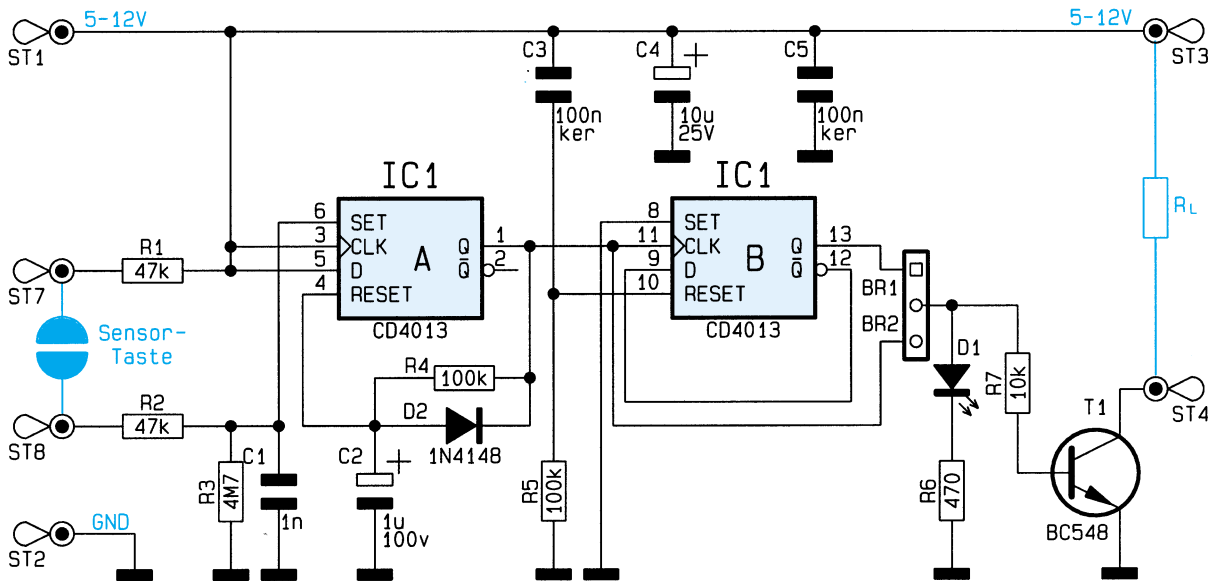 5-12V
ST1
C3
100n
ker
C4
+
10u
25V
C5
100n
ker
5-12V
ST3
IC1
6 SET
3 CLK
5 D
4 RESET
A
Q 1
Q 2
CD4013
IC1
8 SET
11 CLK
9 D
10 RESET
B
Q 13
Q 12
CD4013
RL
R1
47k
ST7
Sensor-
Taste
R2
47k
ST8
R3
4M7
C1
1n
R4
100k
D2
1N4148
C2
+
1u
100v
R5
100k
BR1
BR2
D1
R7
10k
R6
470
T1
BC548
ST4
GND
ST2